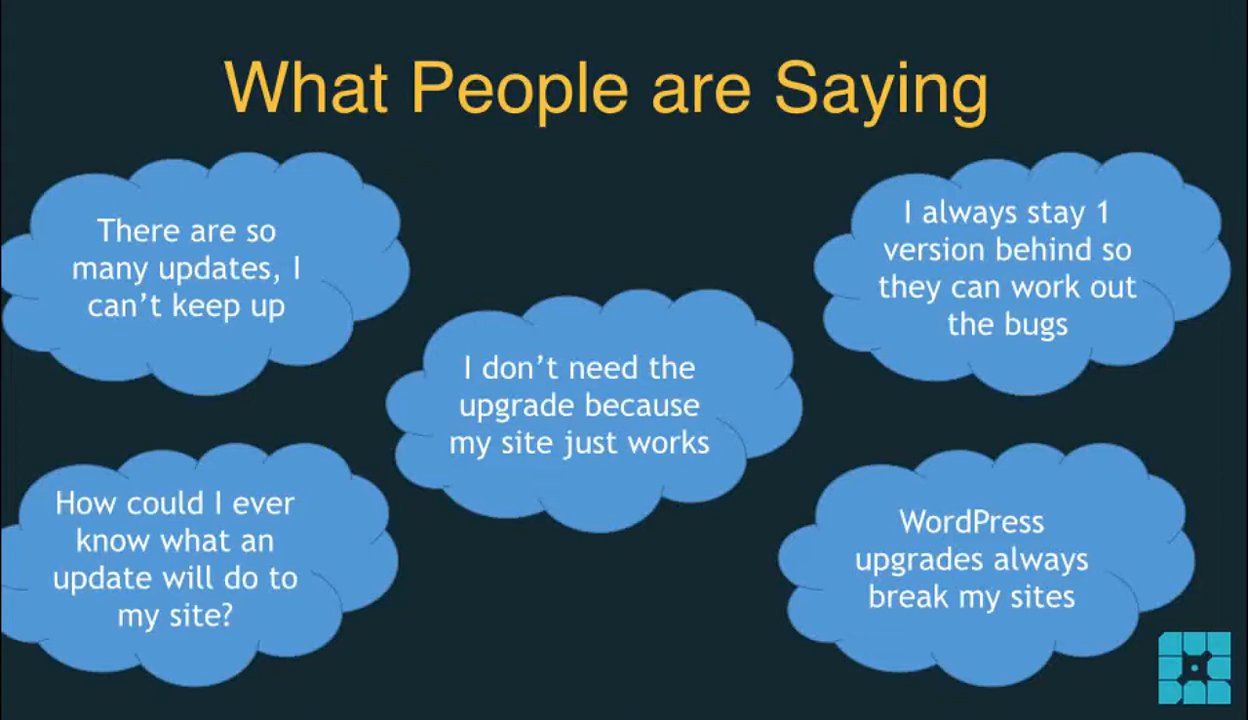 What People are Saying
There are so
many updates, I
can’t keep up
I always stay 1
version behind so
they can work out
the bugs
I don’t need the
upgrade because
my site just works
How could I ever
know what an
update will do to
my site?
WordPress
upgrades always
break my sites